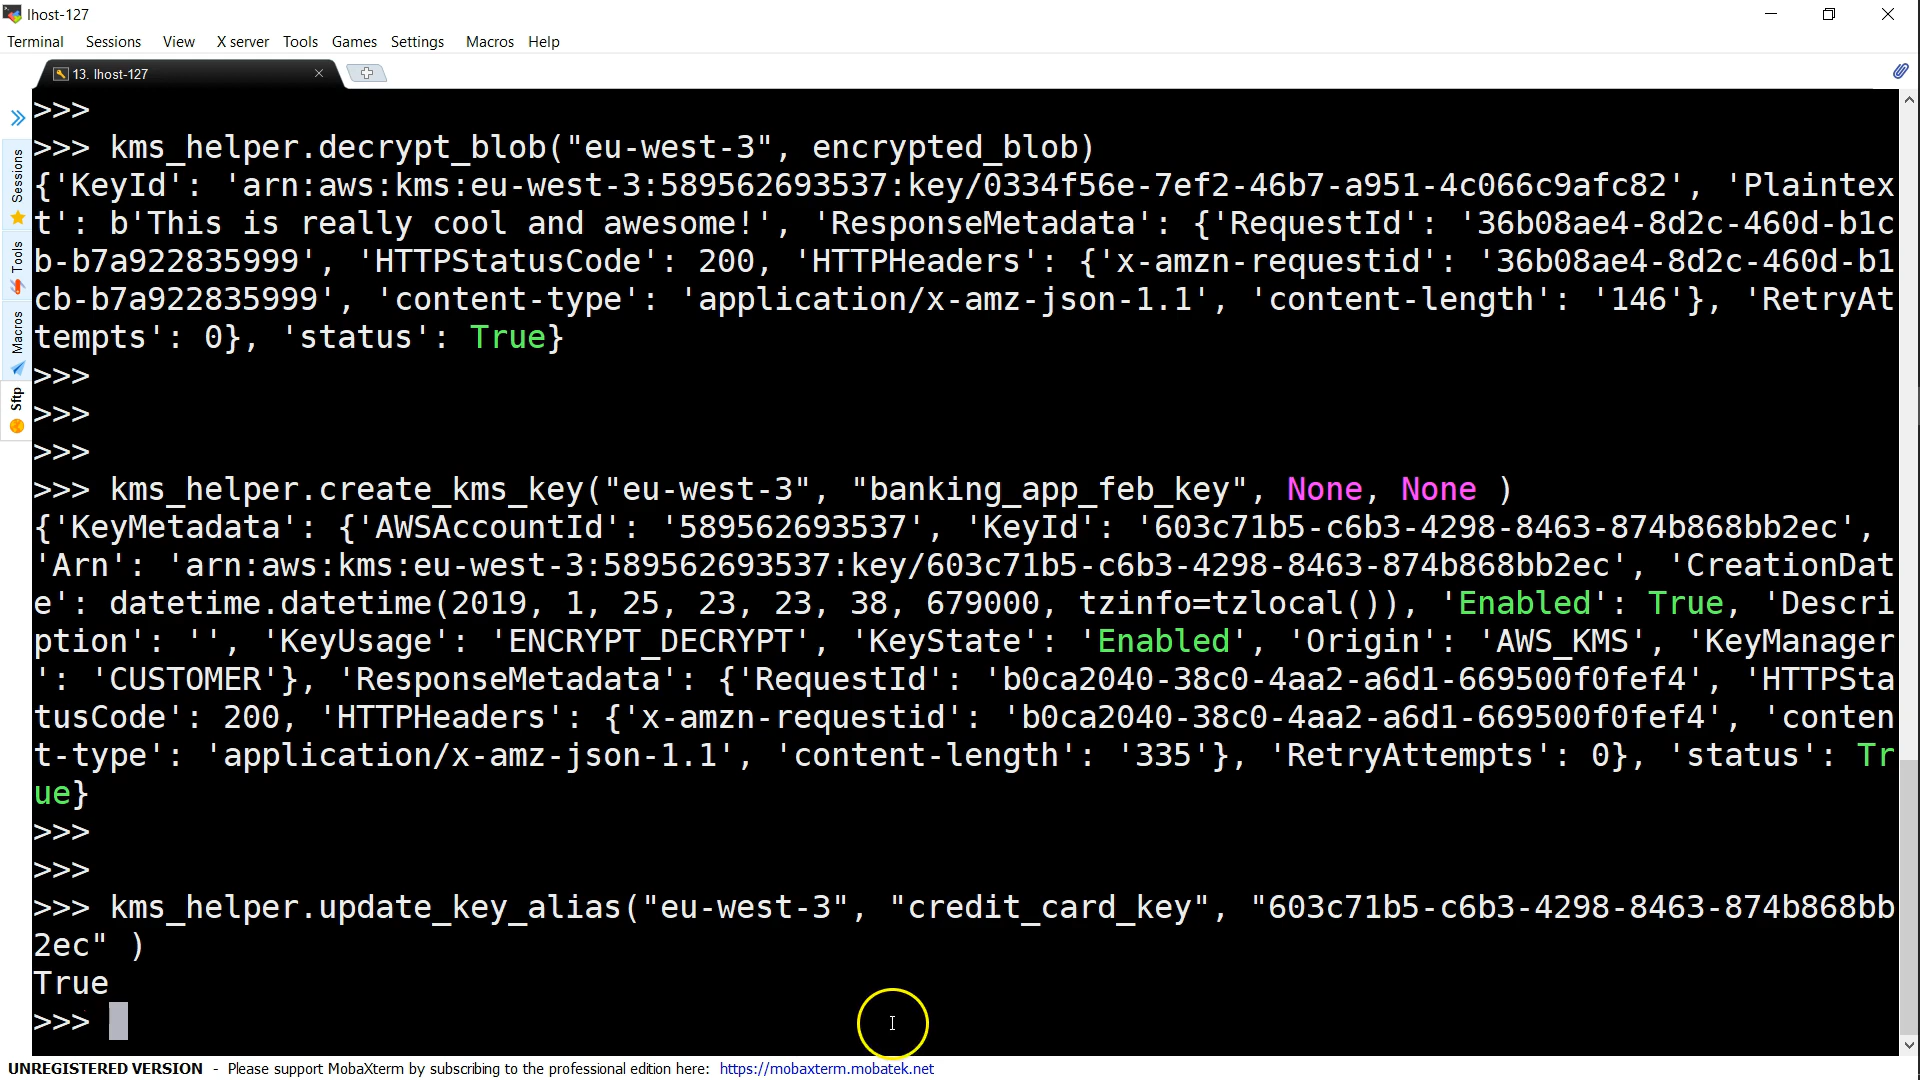 lhost-127
Terminal Sessions View X server Tools Games Settings Macros Help
13. lhost-127
Sessions
Tools
Macros
Sftp
>>>
>>> kms_helper.decrypt_blob("eu-west-3", encrypted_blob)
{'KeyId': 'arn:aws:kms:eu-west-3:589562693537:key/0334f56e-7ef2-46b7-a951-4c066c9afc82', 'Plaintex
t': b'This is really cool and awesome!', 'ResponseMetadata': {'RequestId': '36b08ae4-8d2c-460d-b1c
b-b7a922835999', 'HTTPStatusCode': 200, 'HTTPHeaders': {'x-amzn-requestid': '36b08ae4-8d2c-460d-b1
cb-b7a922835999', 'content-type': 'application/x-amz-json-1.1', 'content-length': '146'}, 'RetryAt
tempts': 0}, 'status': True}
>>>
>>>
>>>
>>> kms_helper.create_kms_key("eu-west-3", "banking_app_feb_key", None, None )
{'KeyMetadata': {'AWSAccountId': '589562693537', 'KeyId': '603c71b5-c6b3-4298-8463-874b868bb2ec',
'Arn': 'arn:aws:kms:eu-west-3:589562693537:key/603c71b5-c6b3-4298-8463-874b868bb2ec', 'CreationDat
e': datetime.datetime(2019, 1, 25, 23, 23, 38, 679000, tzinfo=tzlocal()), 'Enabled': True, 'Descri
ption': '', 'KeyUsage': 'ENCRYPT_DECRYPT', 'KeyState': 'Enabled', 'Origin': 'AWS_KMS', 'KeyManager
': 'CUSTOMER'}, 'ResponseMetadata': {'RequestId': 'b0ca2040-38c0-4aa2-a6d1-669500f0fef4', 'HTTPSta
tusCode': 200, 'HTTPHeaders': {'x-amzn-requestid': 'b0ca2040-38c0-4aa2-a6d1-669500f0fef4', 'conten
t-type': 'application/x-amz-json-1.1', 'content-length': '335'}, 'RetryAttempts': 0}, 'status': Tr
ue}
>>>
>>>
>>> kms_helper.update_key_alias("eu-west-3", "credit_card_key", "603c71b5-c6b3-4298-8463-874b868bb
2ec" )
True
>>>
UNREGISTERED VERSION - Please support MobaXterm by subscribing to the professional edition here: https://mobaxterm.mobatek.net